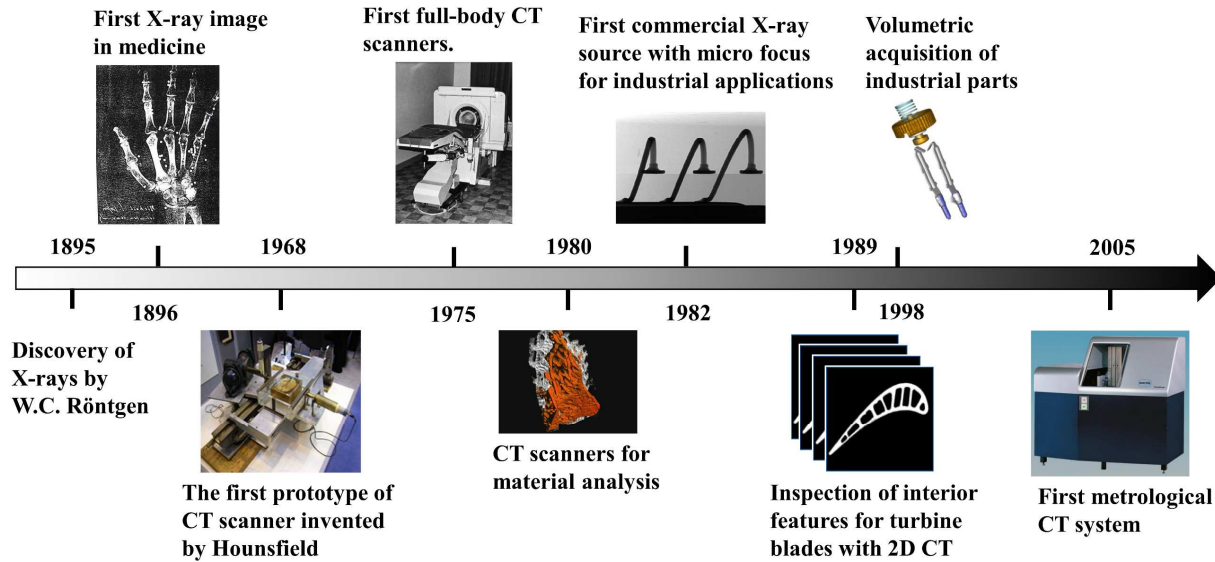 First X-ray image
in medicine
First full-body CT
scanners.
First commercial X-ray
source with micro focus
for industrial applications
Volumetric
acquisition of
industrial parts
1895
1968
1980
1989
2005
1896
1975
1982
1998
Discovery of
X-rays by
W.C. Röntgen
The first prototype of
CT scanner invented
by Hounsfield
CT scanners for
material analysis
Inspection of interior
features for turbine
blades with 2D CT
First metrological
CT system